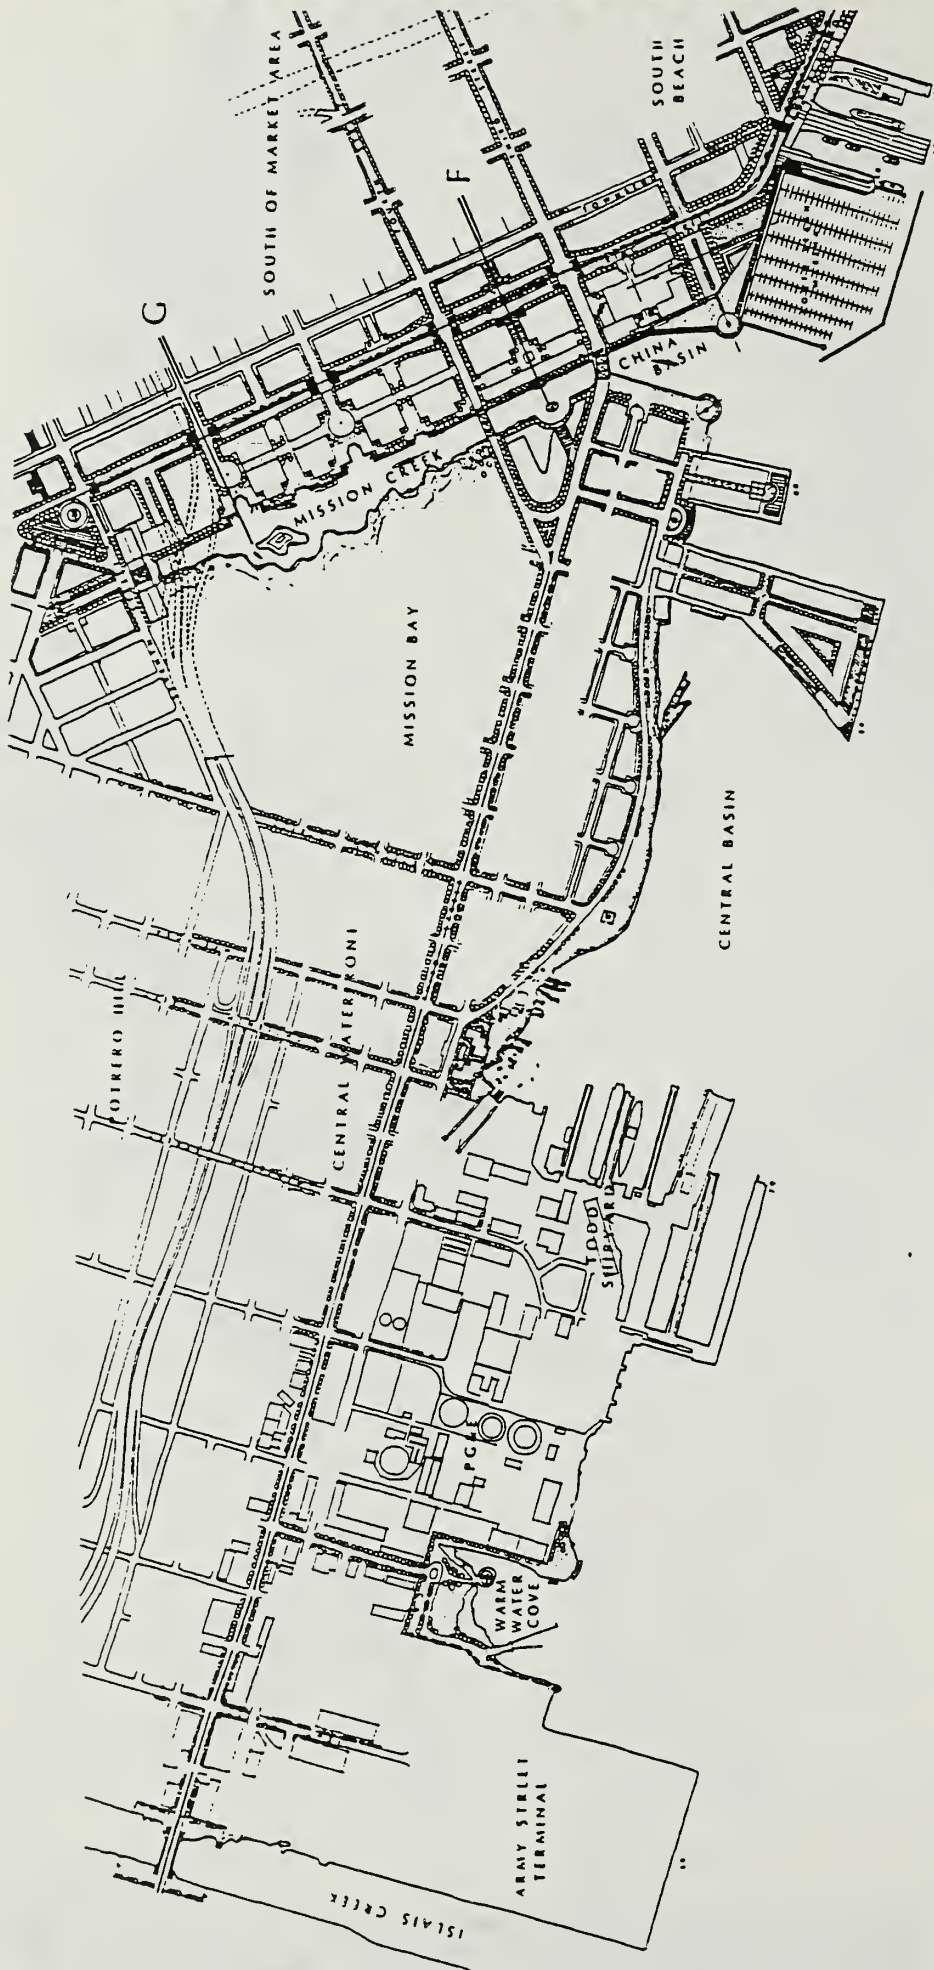 SOUTH OF MARKET AREA
SOUTH
BEACH
F
G
CHINA
BASIN
MISSION CREEK
MISSION BAY
CENTRAL BASIN
POTRERO HILL
CENTRAL WATERFRONT
TODD
SHIPYARD
PG&E
WARM
WATER
COVE
ARMY STREET
TERMINAL
ISLAIS CREEK